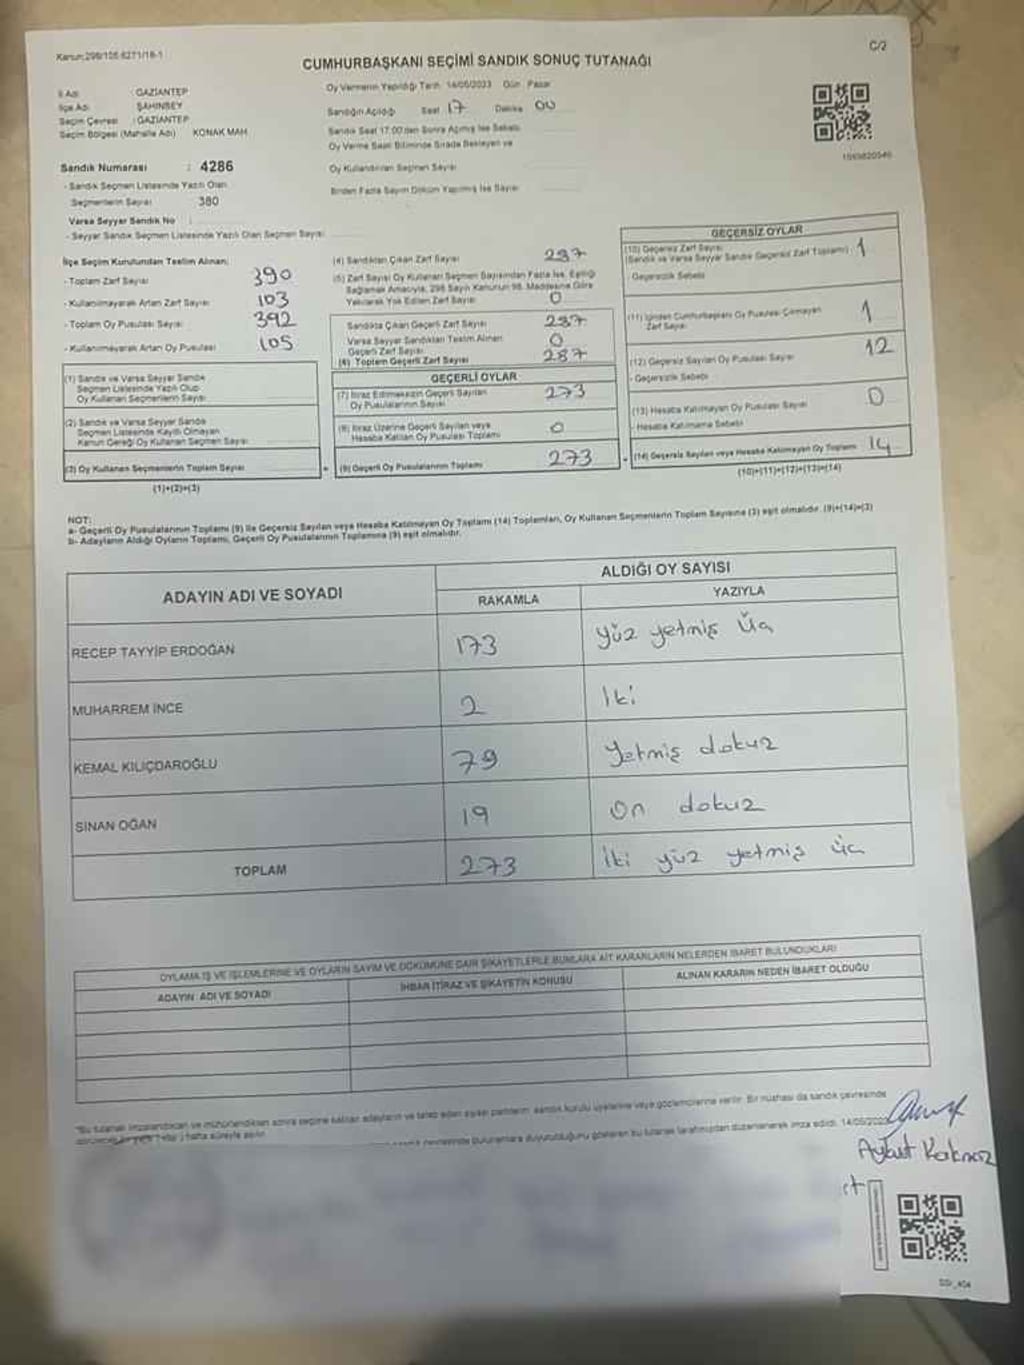 Kanun:298/105 6271/18-1
C/2
CUMHURBAŞKANI SEÇİMİ SANDIK SONUÇ TUTANAĞI
İl Adı : GAZİANTEP
İlçe Adı : ŞAHİNBEY
Seçim Çevresi : GAZİANTEP
Seçim Bölgesi (Mahalle Adı) KONAK MAH.
Oy Vermenin Yapıldığı Tarih 14/05/2023 Gün Pazar
Sandığın Açıldığı Saat 17 Dakika 00
Sandık Saat 17.00'den Sonra Açılmış İse Sebebi
Oy Verme Saati Bitiminde Sırada Bekleyen ve
Oy Kullandırılan Seçmen Sayısı
Birden Fazla Sayım Döküm Yapılmış İse Sayısı
Sandık Numarası : 4286
- Sandık Seçmen Listesinde Yazılı Olan
Seçmenlerin Sayısı 380
Varsa Seyyar Sandık No
- Seyyar Sandık Seçmen Listesinde Yazılı Olan Seçmen Sayısı
İlçe Seçim Kurulundan Teslim Alınan;
- Toplam Zarf Sayısı 390
- Kullanılmayarak Artan Zarf Sayısı 103
- Toplam Oy Pusulası Sayısı 392
- Kullanılmayarak Artan Oy Pusulası 105
(1) Sandık ve Varsa Seyyar Sandık
Seçmen Listesinde Yazılı Olup
Oy Kullanan Seçmenlerin Sayısı
(2) Sandık ve Varsa Seyyar Sandık
Seçmen Listesinde Kayıtlı Olmayan
Kanun Gereği Oy Kullanan Seçmen Sayısı
(3) Oy Kullanan Seçmenlerin Toplam Sayısı
(1)+(2)=(3)
(4) Sandıktan Çıkan Zarf Sayısı 287
(5) Zarf Sayısı Oy Kullanan Seçmen Sayısından Fazla İse, Eşitliği
Sağlamak Amacıyla, 298 Sayılı Kanunun 98. Maddesine Göre
Yakılarak Yok Edilen Zarf Sayısı 0
Sandıkta Çıkan Geçerli Zarf Sayısı 287
Varsa Seyyar Sandıktan Teslim Alınan
Geçerli Zarf Sayısı 0
(6) Toplam Geçerli Zarf Sayısı 287
GEÇERLİ OYLAR
(7) İtiraz Edilmeksizin Geçerli Sayılan
Oy Pusulalarının Sayısı 273
(8) İtiraz Üzerine Geçerli Sayılan veya
Hesaba Katılan Oy Pusulası Toplamı 0
(9) Geçerli Oy Pusulalarının Toplamı 273
GEÇERSİZ OYLAR
(10) Geçersiz Zarf Sayısı
(Sandık ve Varsa Seyyar Sandık Geçersiz Zarf Toplamı) 1
- Geçersizlik Sebebi
(11) İçinden Cumhurbaşkanı Oy Pusulası Çıkmayan
Zarf Sayısı 1
(12) Geçersiz Sayılan Oy Pusulası Sayısı 12
- Geçersizlik Sebebi
(13) Hesaba Katılmayan Oy Pusulası Sayısı 0
- Hesaba Katılmama Sebebi
(14) Geçersiz Sayılan veya Hesaba Katılmayan Oy Toplamı 14
(10)+(11)+(12)+(13)=(14)
NOT:
a- Geçerli Oy Pusulalarının Toplamı (9) ile Geçersiz Sayılan veya Hesaba Katılmayan Oy Toplamı (14) Toplamları, Oy Kullanan Seçmenlerin Toplam Sayısına (3) eşit olmalıdır. (9)+(14)=(3)
b- Adayların Aldığı Oyların Toplamı, Geçerli Oy Pusulalarının Toplamına (9) eşit olmalıdır.
ADAYIN ADI VE SOYADI
ALDIĞI OY SAYISI
RAKAMLA YAZIYLA
RECEP TAYYİP ERDOĞAN 173 yüz yetmiş üç
MUHARREM İNCE 2 İki
KEMAL KILIÇDAROĞLU 79 Yetmiş dokuz
SİNAN OĞAN 19 on dokuz
TOPLAM 273 İki yüz yetmiş üç
OYLAMA İŞ VE İŞLEMLERİNE VE OYLARIN SAYIM VE DÖKÜMÜNE DAİR ŞİKAYETLERLE BUNLARA AİT KARARLARIN NELERDEN İBARET BULUNDUKLARI
ADAYIN ADI VE SOYADI İHBAR İTİRAZ VE ŞİKAYETİN KONUSU ALINAN KARARIN NEDEN İBARET OLDUĞU
"Bu tutanak imzalandıktan ve mühürlendikten sonra seçime katılan adayların ve talep eden siyasi partilerin sandık kurulu üyelerine veya gözlemcilerine verilir. Bir nüshası da sandık çevresinde
hafta süreyle asılır.
bulunanlara duyurulduğunu gösteren bu tutanak tarafımızdan düzenlenerek imza edildi. 14/05/2023